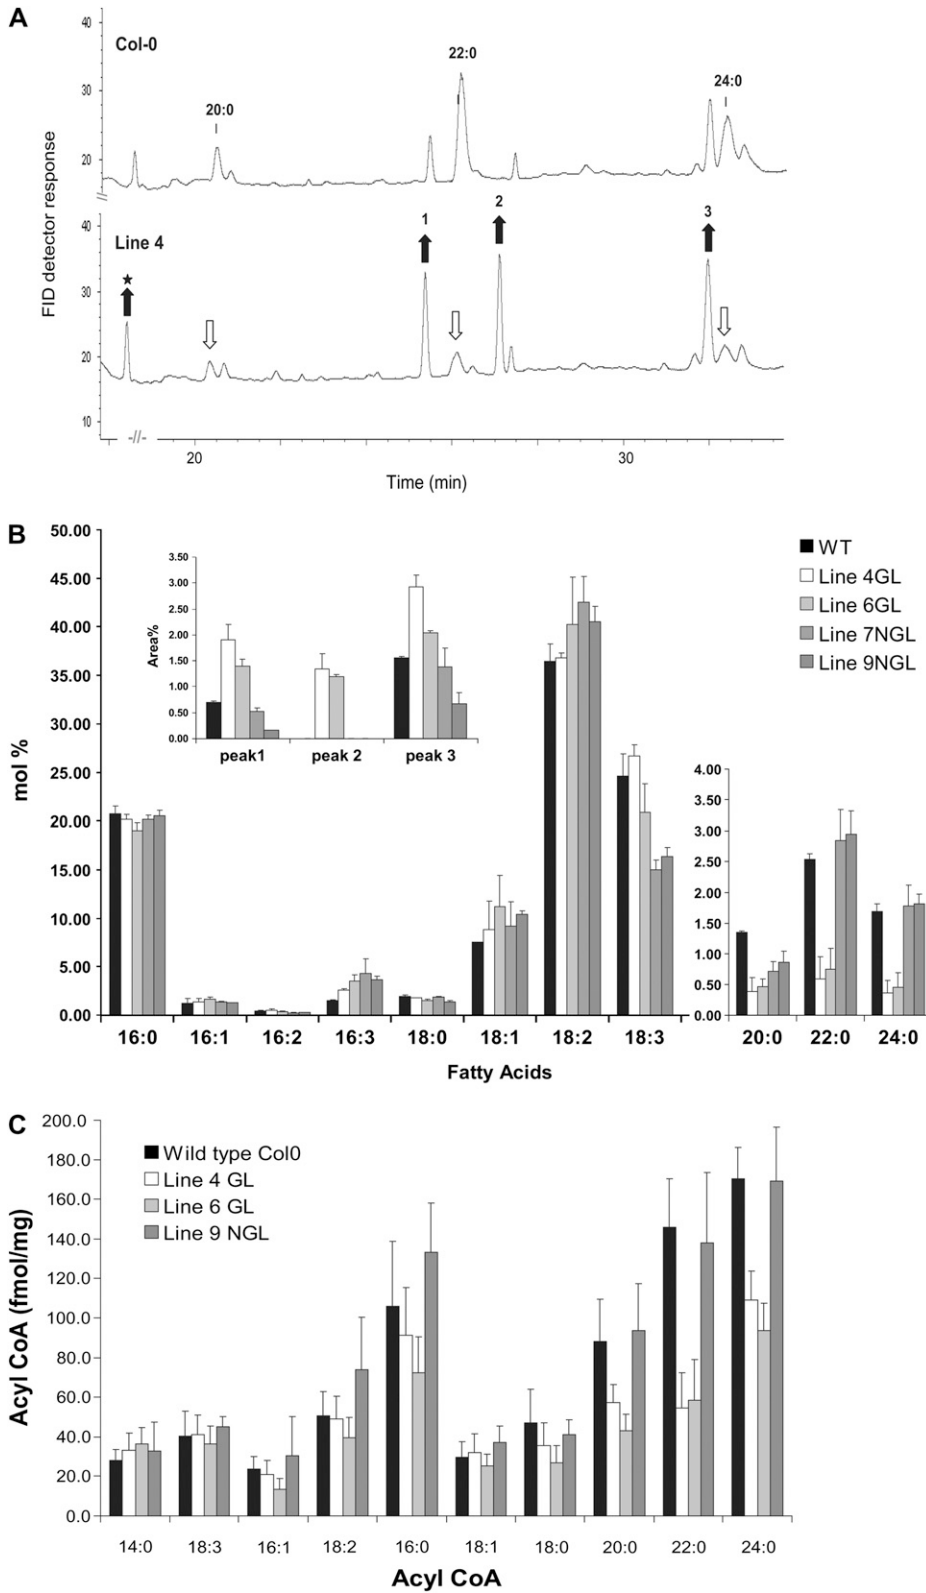 A
Col-0
20:0
22:0
24:0
40
30
20
FID detector response
Line 4
1
2
3
★
40
30
20
10
-//-
20
30
Time (min)
B
50.00
45.00
40.00
35.00
30.00
25.00
20.00
15.00
10.00
5.00
0.00
mol %
3.50
3.00
2.50
2.00
1.50
1.00
0.50
0.00
Area%
peak1
peak 2
peak 3
WT
Line 4GL
Line 6GL
Line 7NGL
Line 9NGL
4.00
3.50
3.00
2.50
2.00
1.50
1.00
0.50
0.00
16:0 16:1 16:2 16:3 18:0 18:1 18:2 18:3
20:0 22:0 24:0
Fatty Acids
C
200.0
180.0
160.0
140.0
120.0
100.0
80.0
60.0
40.0
20.0
0.0
Acyl CoA (fmol/mg)
Wild type Col0
Line 4 GL
Line 6 GL
Line 9 NGL
14:0 18:3 16:1 18:2 16:0 18:1 18:0 20:0 22:0 24:0
Acyl CoA